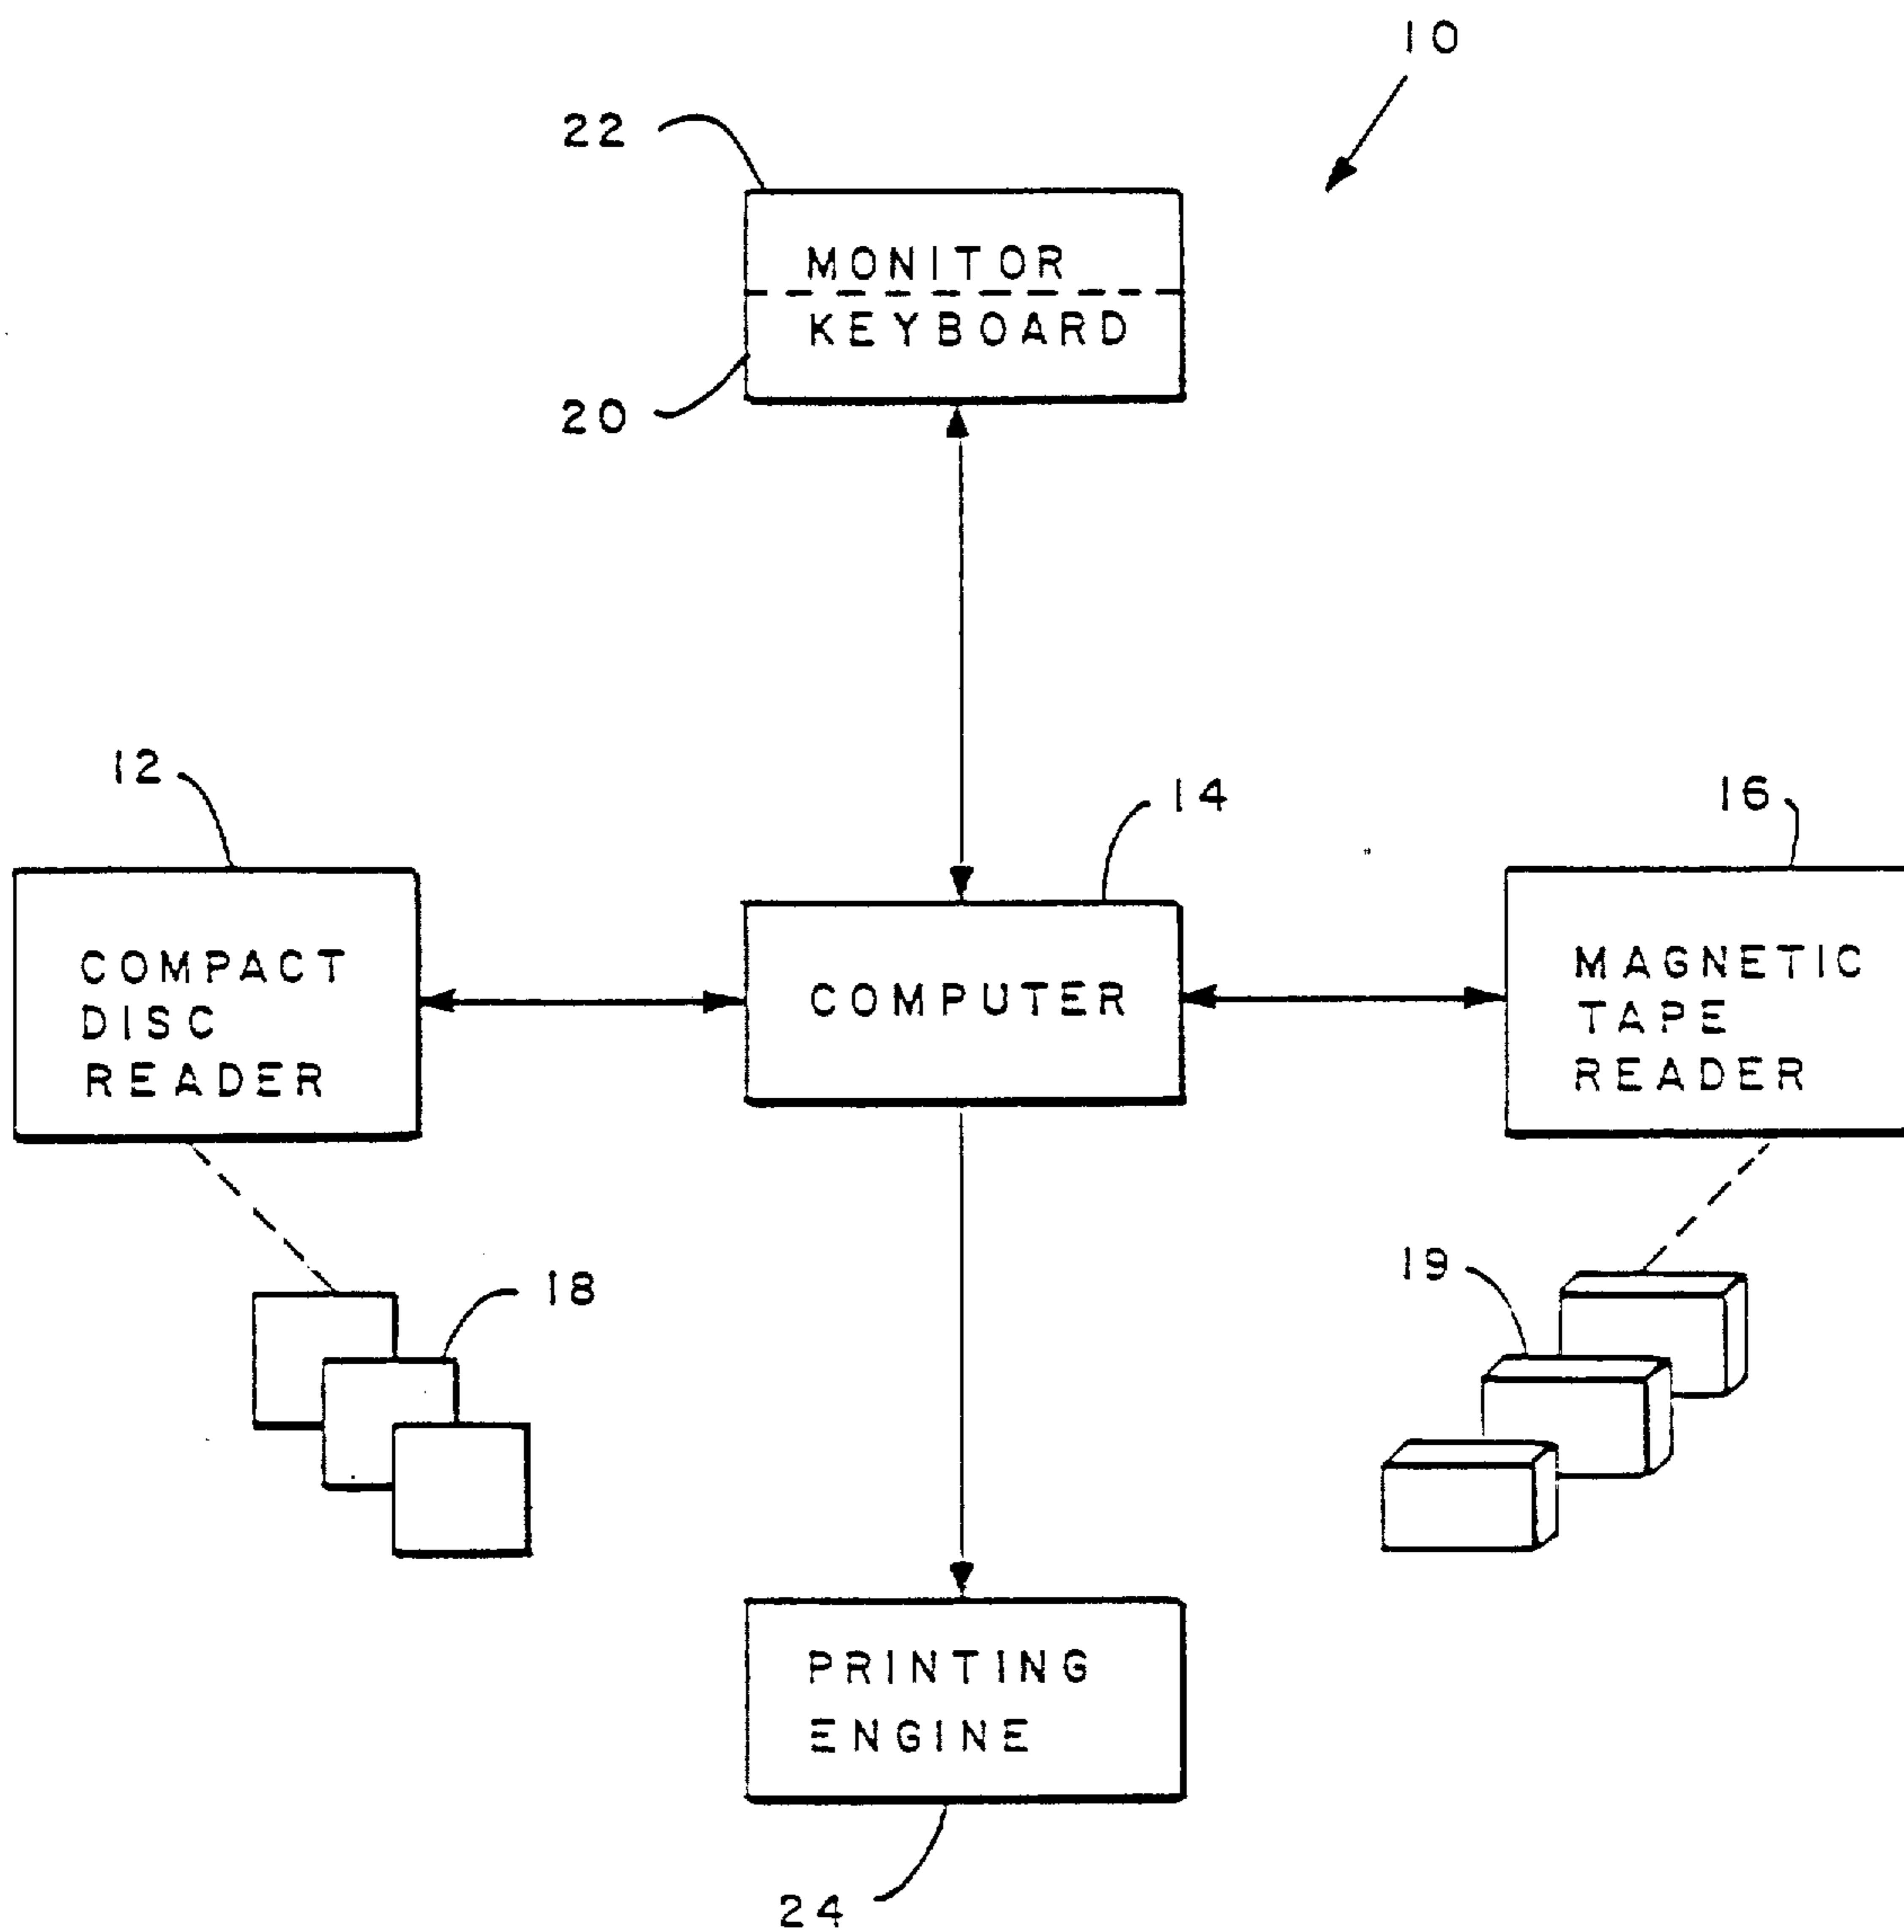 10
22
MONITOR
KEYBOARD
20
12
14
16
COMPACT
DISC
READER
COMPUTER
MAGNETIC
TAPE
READER
18
19
PRINTING
ENGINE
24